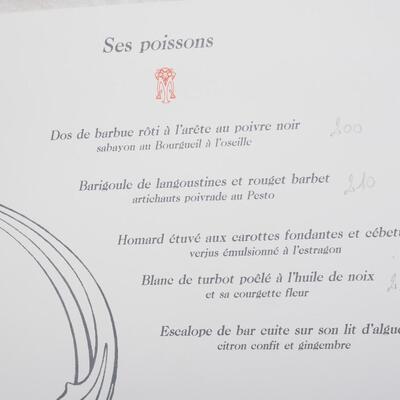 Ses poissons
Dos de barbue rôti à l'arête au poivre noir 200
sabayon au Bourgueil à l'oseille
Barigoule de langoustines et rouget barbet 210
artichauts poivrade au Pesto
Homard étuvé aux carottes fondantes et
verjus émulsionné à l'estragon
Blanc de turbot poêlé à l'huile de noix
et sa courgette fleur
Escalope de bar cuite sur son lit
citron confit et gingembre